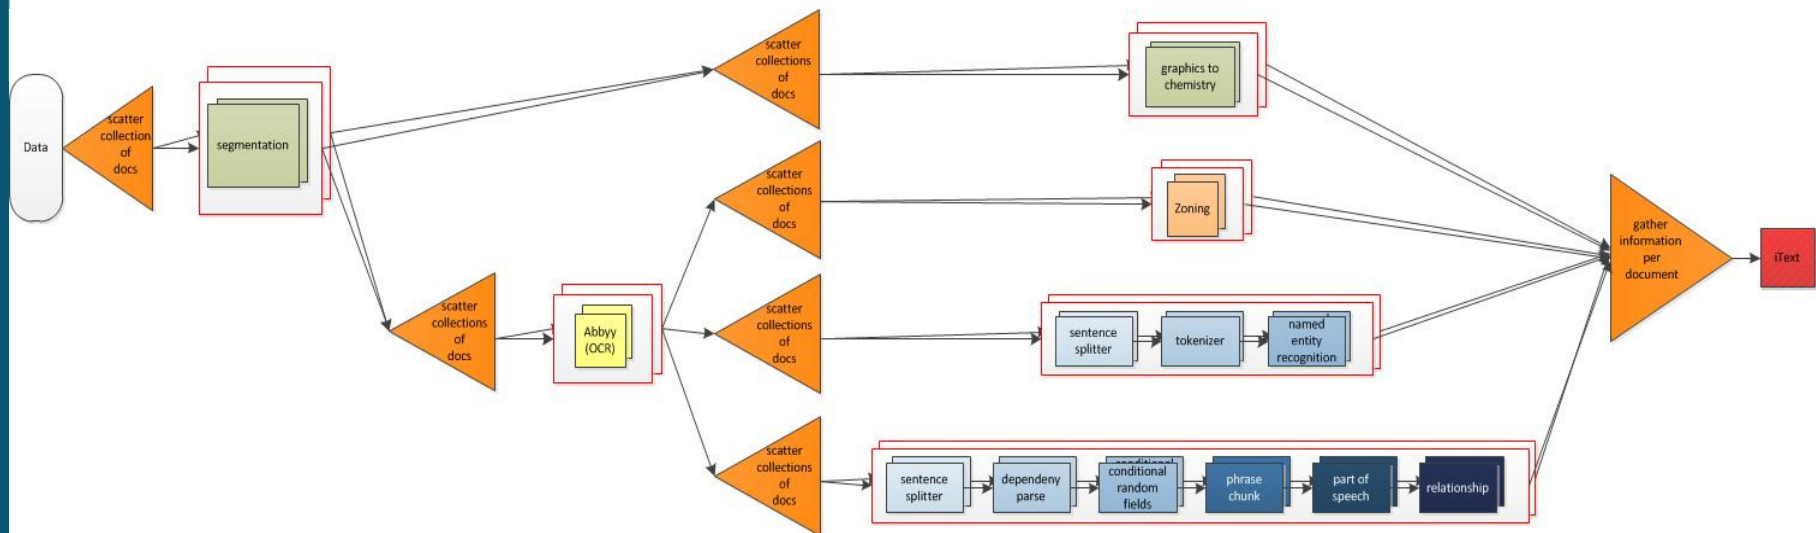 Data
scatter
collection
of
docs
segmentation
scatter
collections
of
docs
graphics to
chemistry
scatter
collections
of
docs
Zoning
scatter
collections
of
docs
Abbyy
(OCR)
scatter
collections
of
docs
sentence
splitter
tokenizer
named
entity
recognition
scatter
collections
of
docs
sentence
splitter
dependeny
parse
conditional
conditional
random
fields
phrase
chunk
part of
speech
relationship
gather
information
per
document
iText